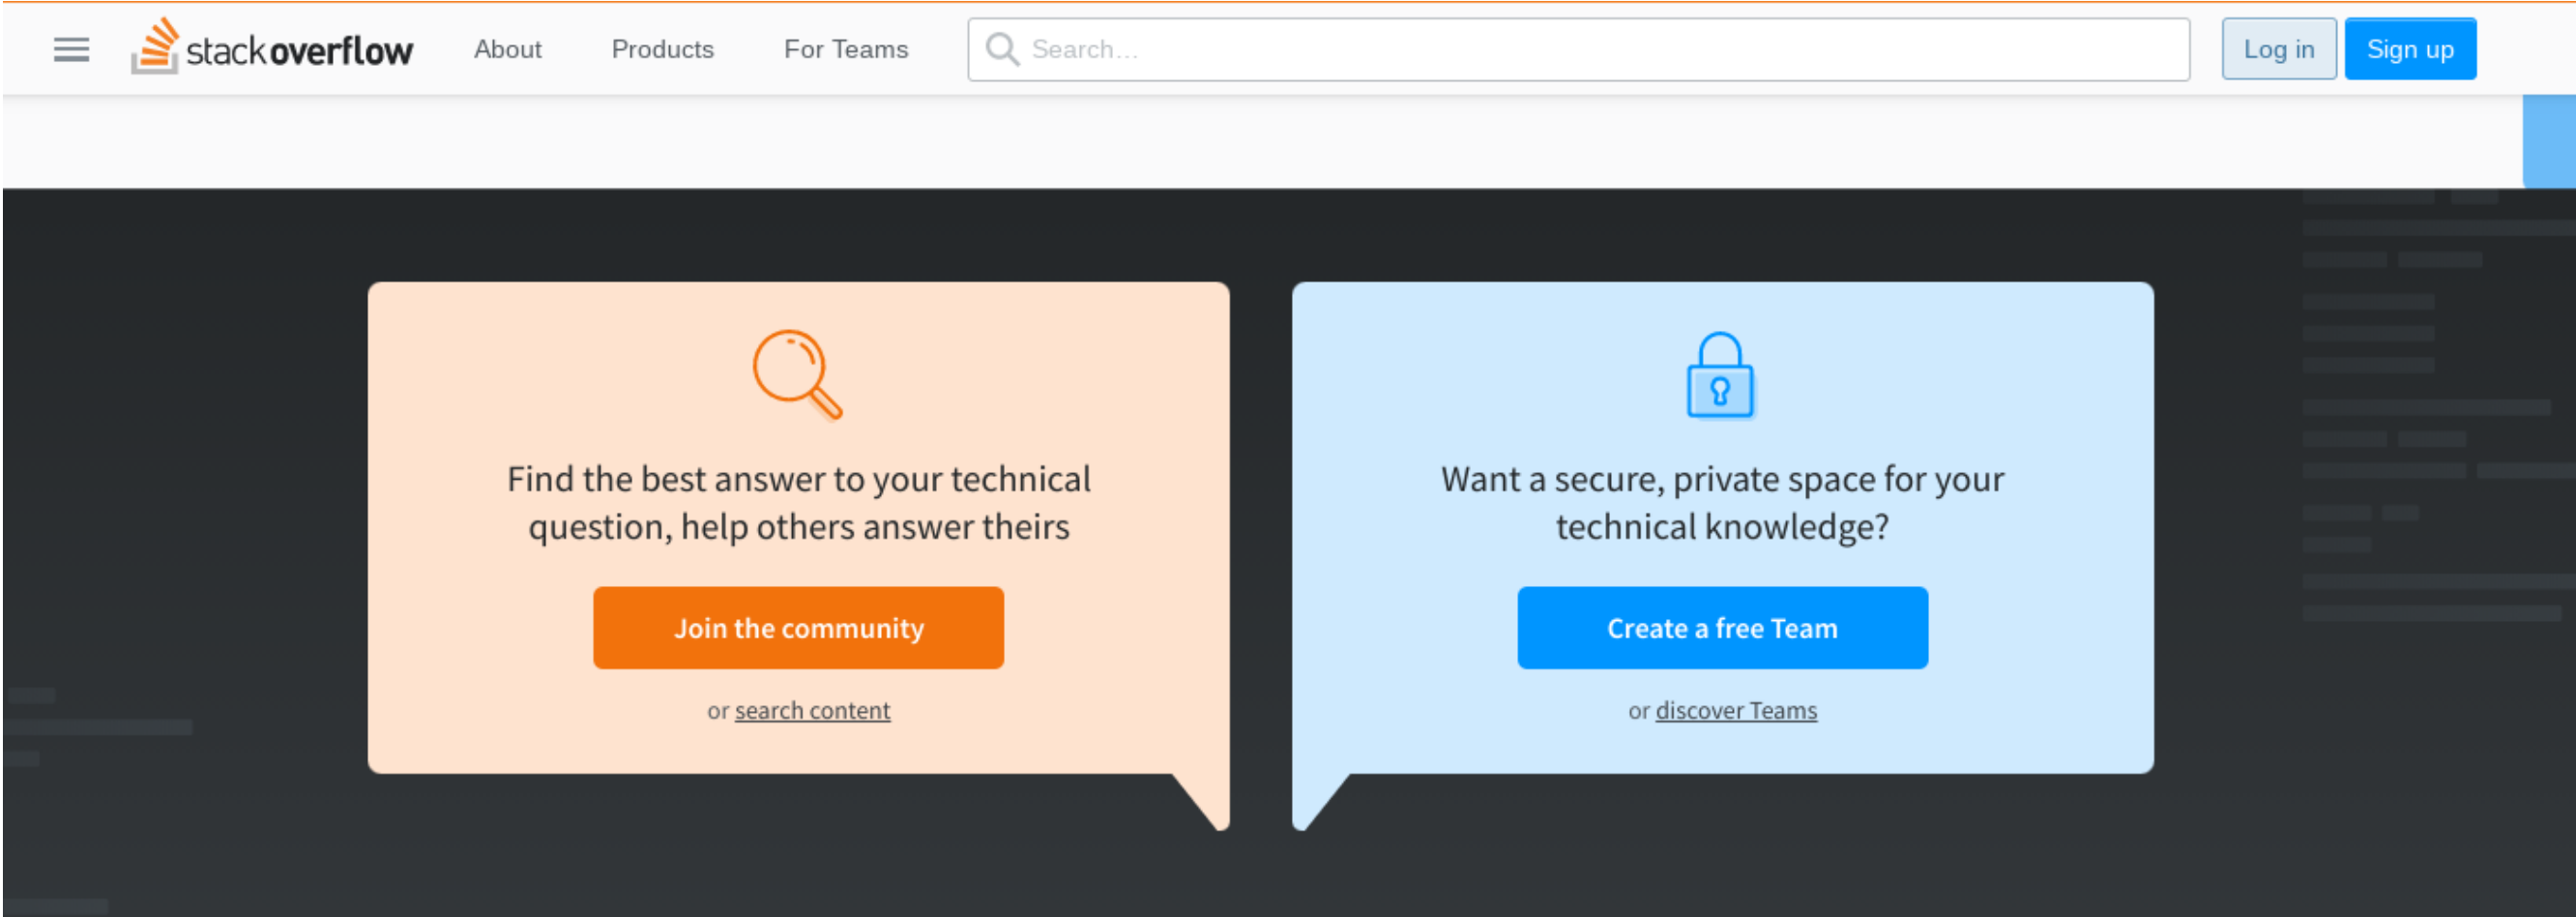 stackoverflow
About
Products
For Teams
Search...
Log in
Sign up
Find the best answer to your technical
question, help others answer theirs
Join the community
or search content
Want a secure, private space for your
technical knowledge?
Create a free Team
or discover Teams